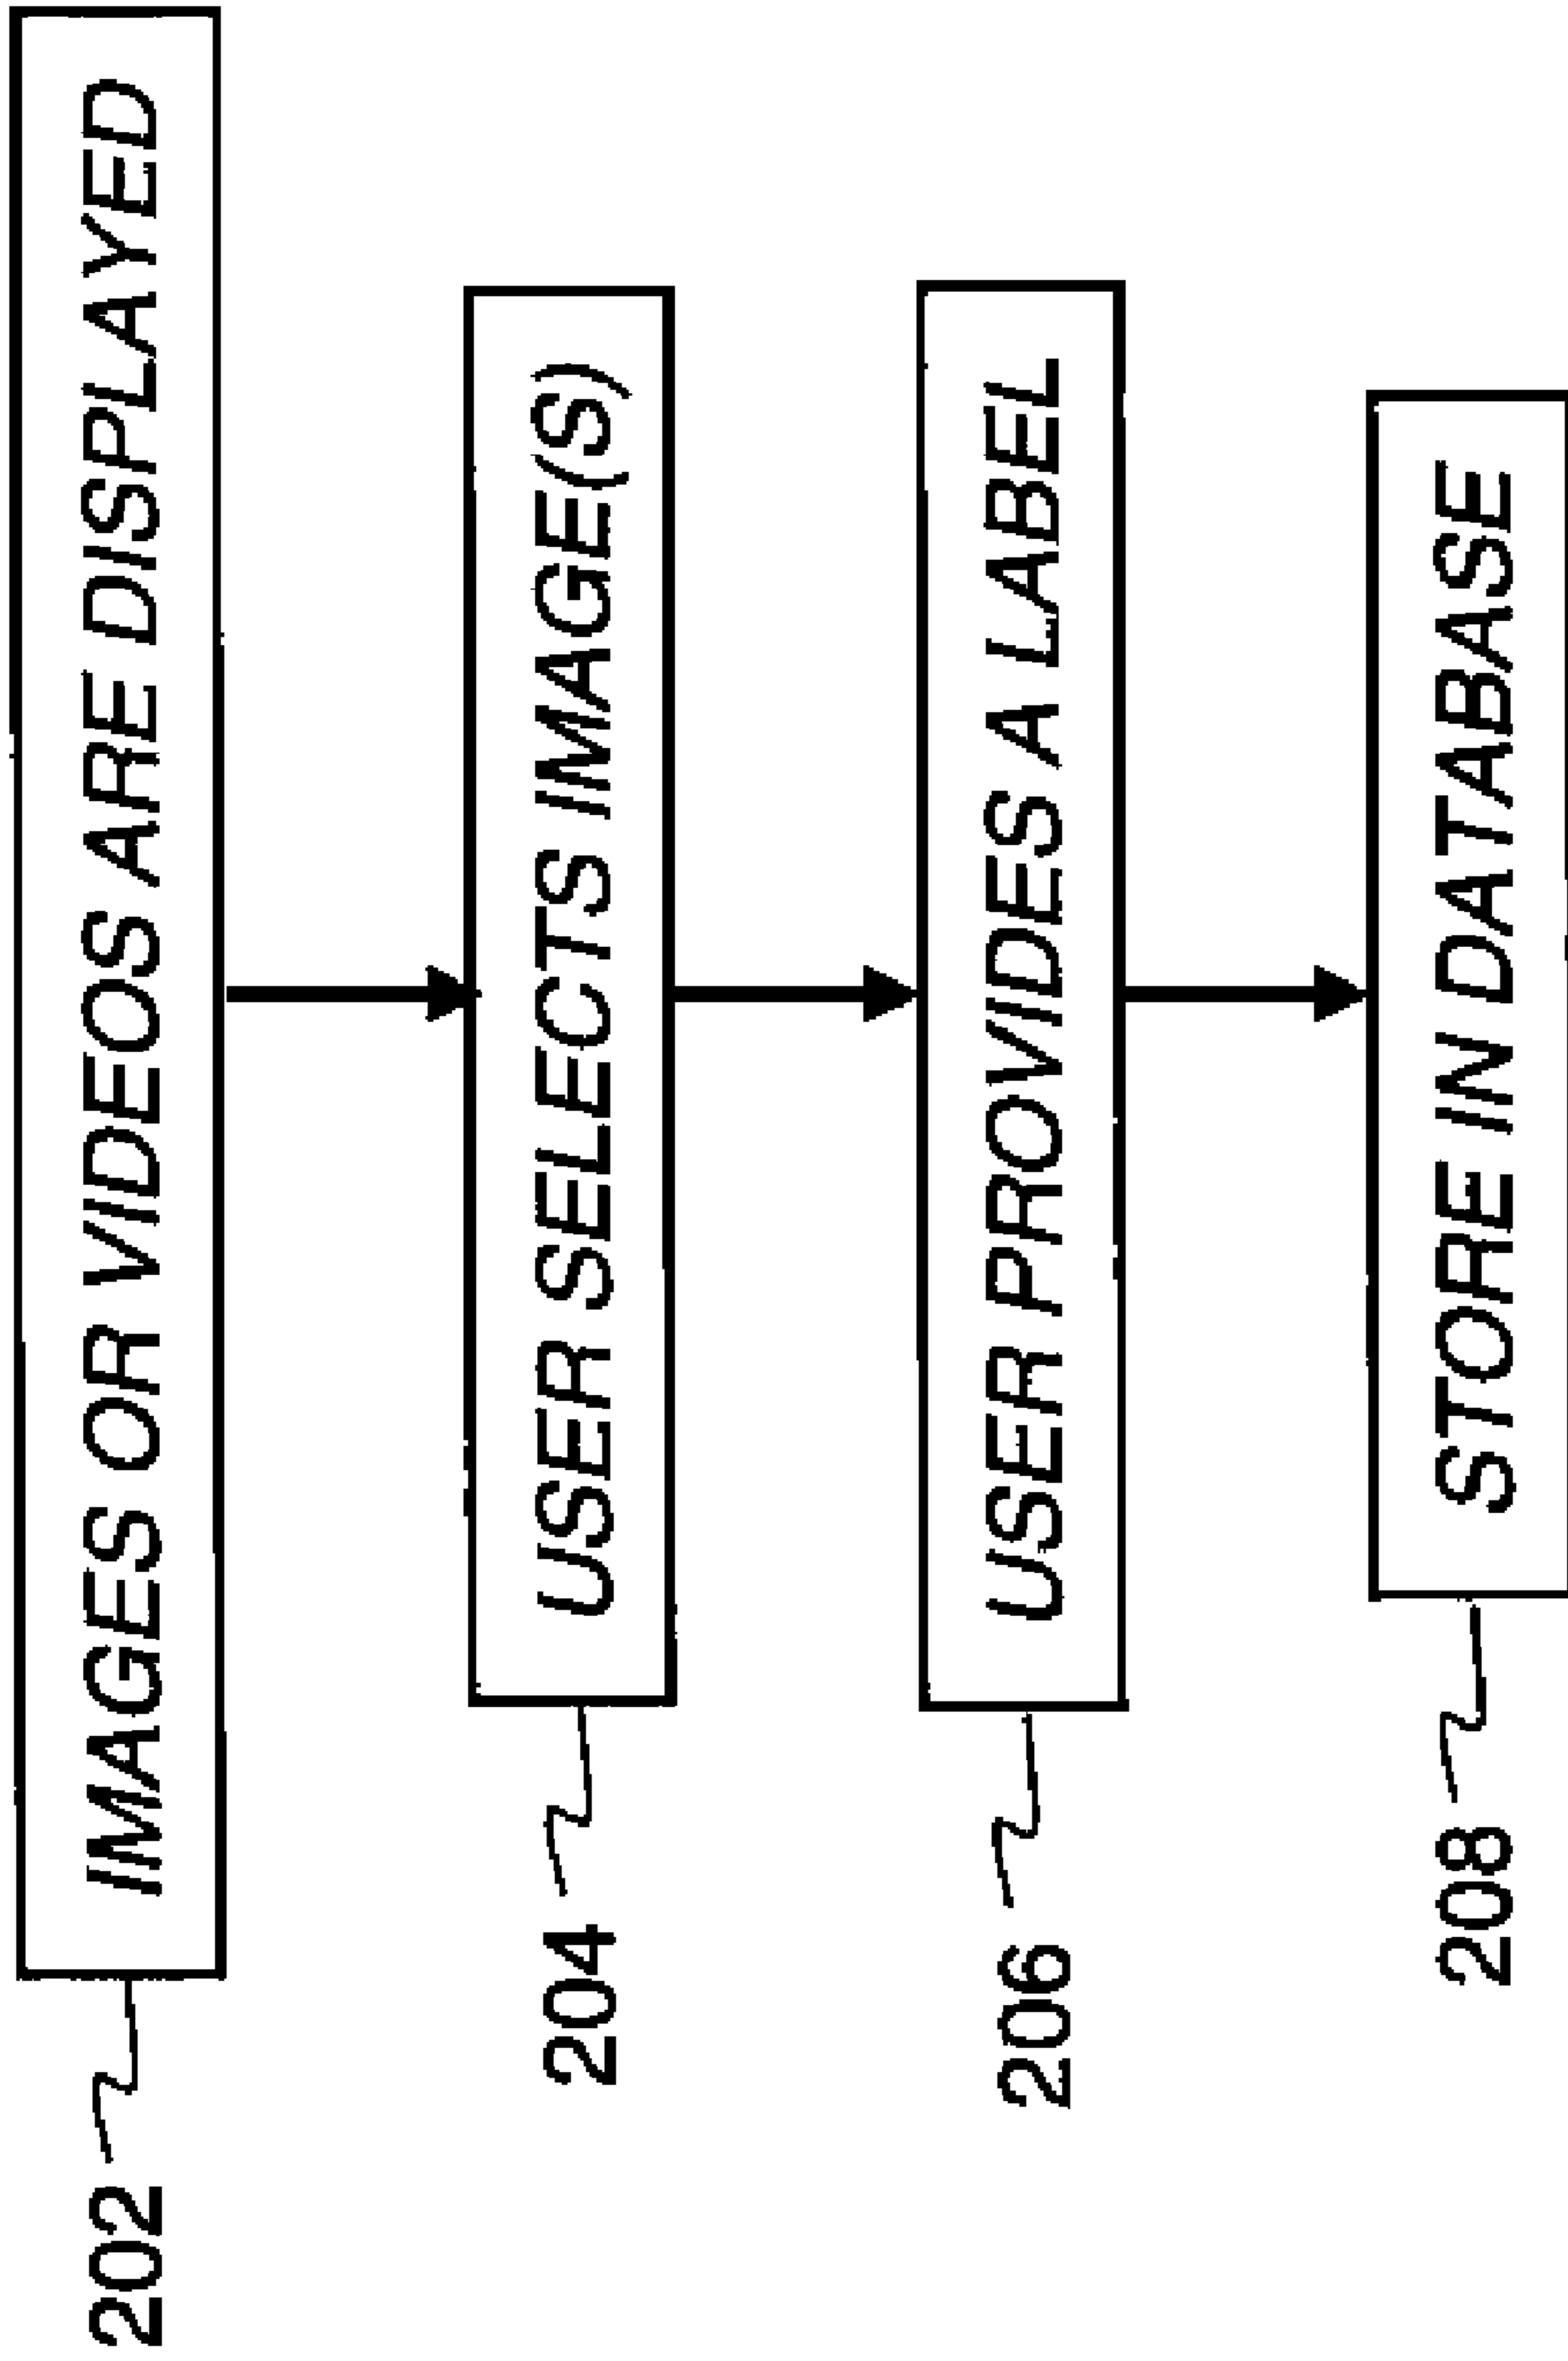 202 IMAGES OR VIDEOS ARE DISPLAYED
204 USER SELECTS IMAGE(S)
206 USER PROVIDES A LABEL
208 STORE IN DATABASE